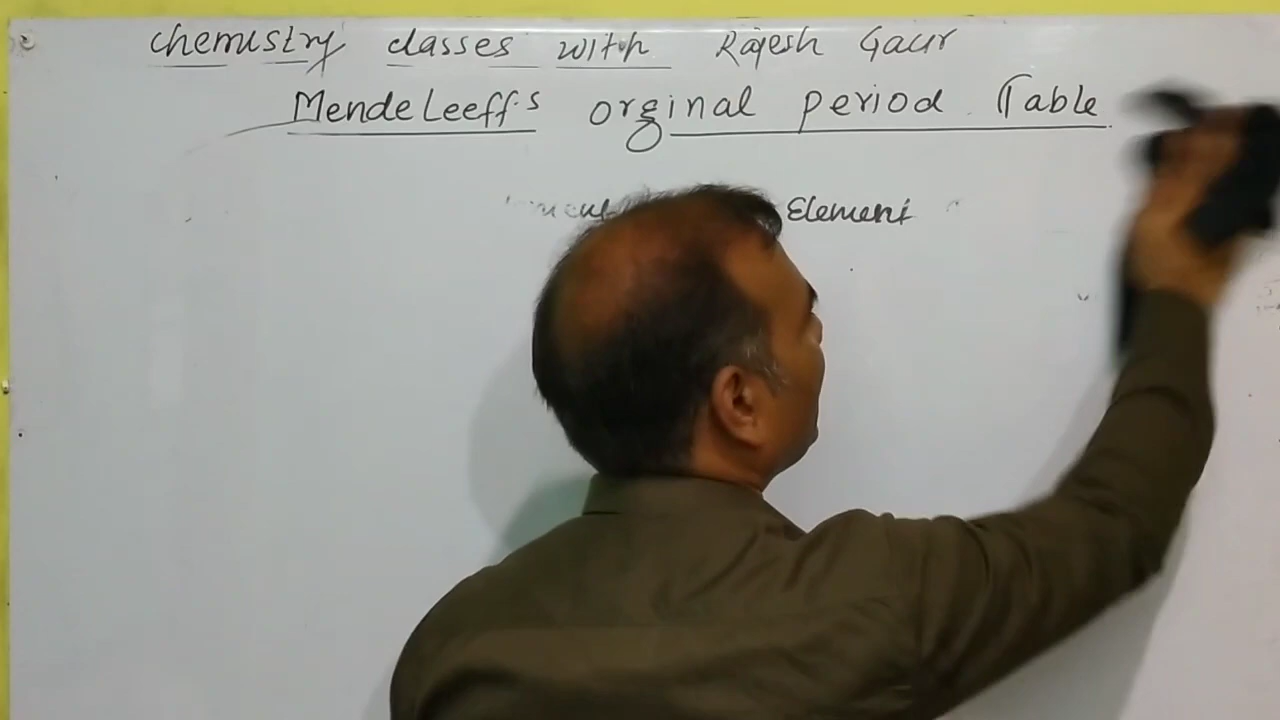 chemistry classes with Rajesh Gaur
MendeLeeff's orginal period Table
Element